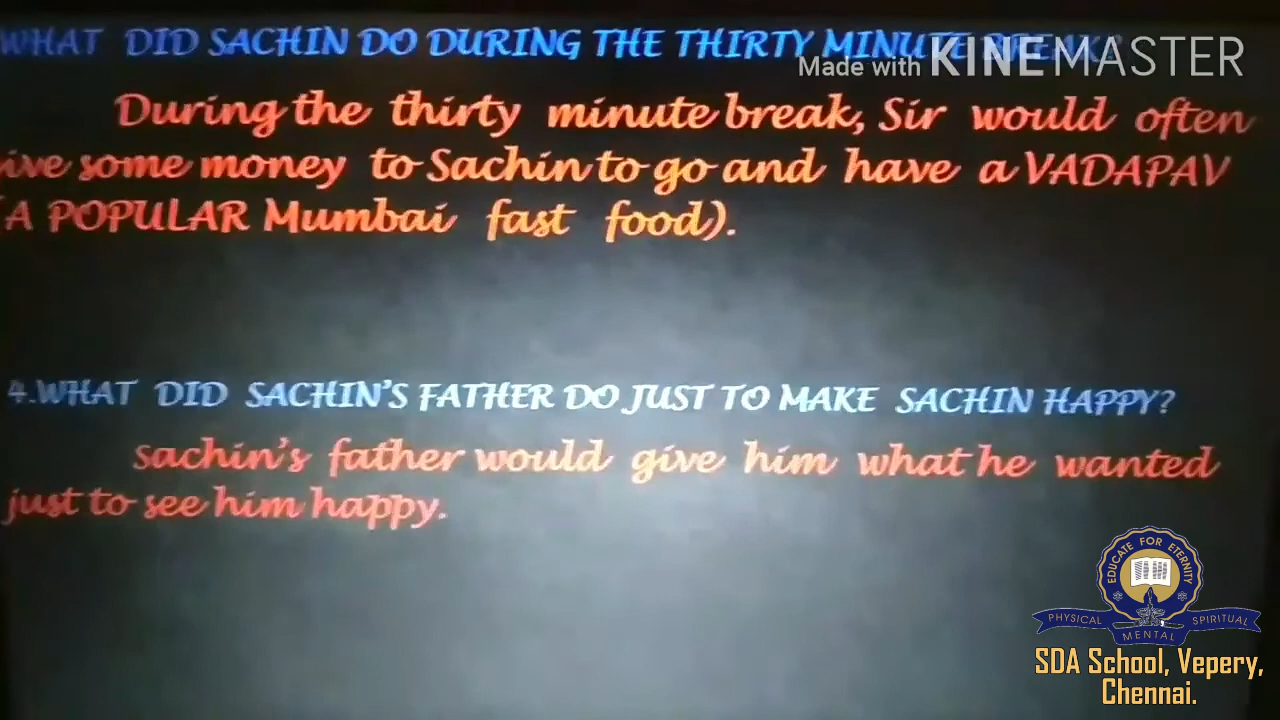 WHAT DID SACHIN DO DURING THE THIRTY MINUTE BREAK?
Made with KINEMASTER
During the thirty minute break, Sir would often
ive some money to Sachin to go and have a VADAPAV
(A POPULAR Mumbai fast food).
4.WHAT DID SACHIN'S FATHER DO JUST TO MAKE SACHIN HAPPY?
sachin's father would give him what he wanted
just to see him happy.
EDUCATE FOR ETERNITY
PHYSICAL MENTAL SPIRITUAL
SDA School, Vepery,
Chennai.